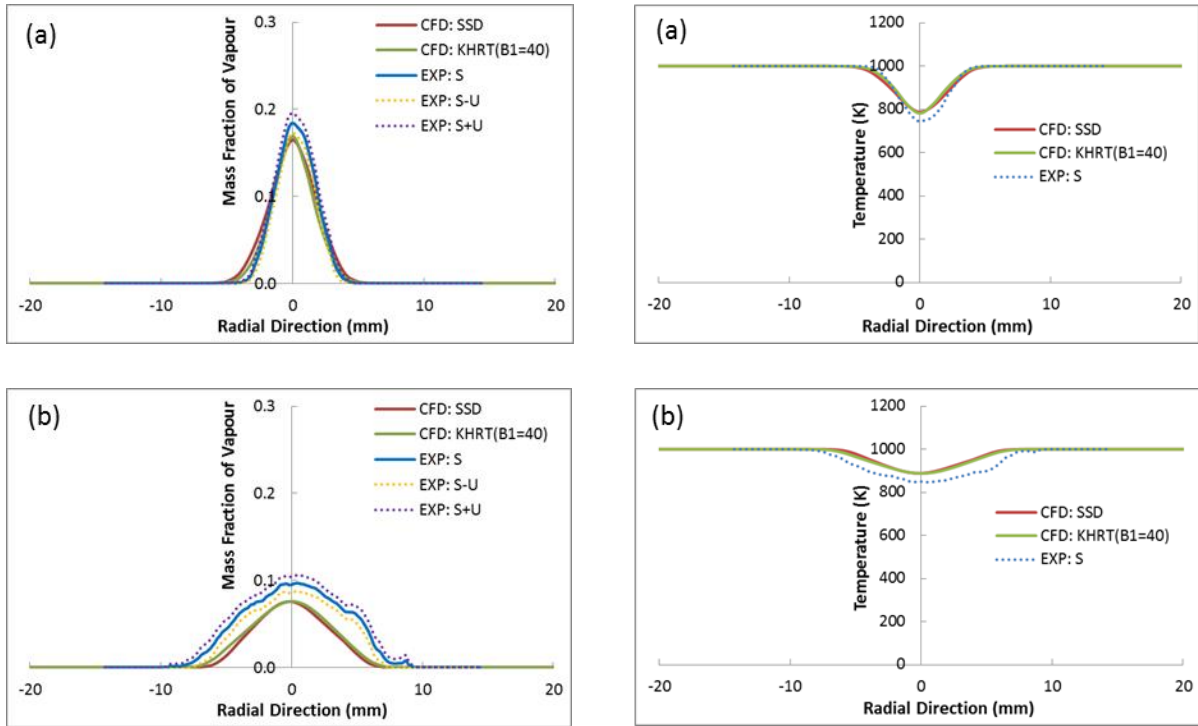 (a)
Mass Fraction of Vapour
0.3
0.2
0.1
0.0
CFD: SSD
CFD: KHRT(B1=40)
EXP: S
EXP: S-U
EXP: S+U
-20 -10 0 10 20
Radial Direction (mm)
(a)
Temperature (K)
1200
1000
800
600
400
200
0
CFD: SSD
CFD: KHRT(B1=40)
EXP: S
-20 -10 0 10 20
Radial Direction (mm)
(b)
Mass Fraction of Vapour
0.3
0.2
0.1
0.0
CFD: SSD
CFD: KHRT(B1=40)
EXP: S
EXP: S-U
EXP: S+U
-20 -10 0 10 20
Radial Direction (mm)
(b)
Temperature (K)
1200
1000
800
600
400
200
0
CFD: SSD
CFD: KHRT(B1=40)
EXP: S
-20 -10 0 10 20
Radial Direction (mm)